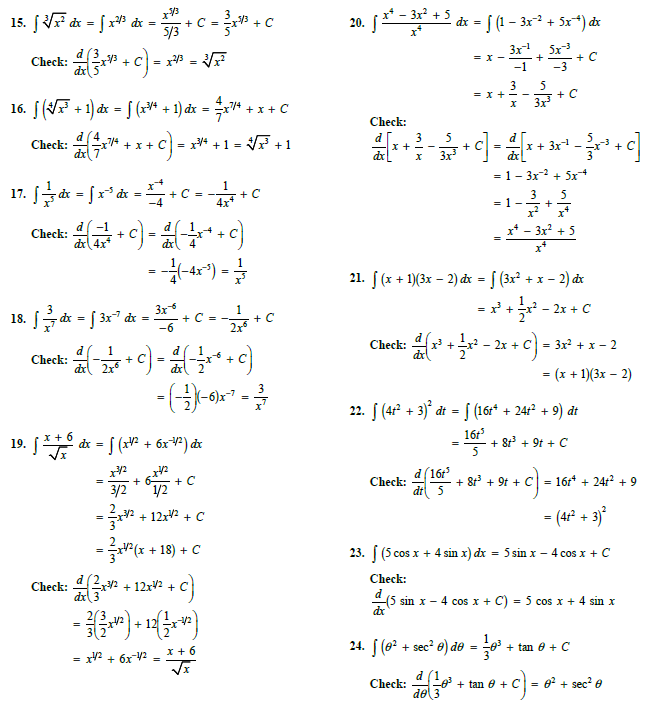 15. ∫ ∛x² dx = ∫ x^(2/3) dx = x^(5/3)/(5/3) + C = (3/5)x^(5/3) + C
Check: d/dx((3/5)x^(5/3) + C) = x^(2/3) = ∛x²
16. ∫ (∜x³ + 1) dx = ∫ (x^(3/4) + 1) dx = (4/7)x^(7/4) + x + C
Check: d/dx((4/7)x^(7/4) + x + C) = x^(3/4) + 1 = ∜x³ + 1
17. ∫ 1/x⁵ dx = ∫ x⁻⁵ dx = x⁻⁴/−4 + C = −1/(4x⁴) + C
Check: d/dx(−1/(4x⁴) + C) = d/dx(−(1/4)x⁻⁴ + C)
= −(1/4)(−4x⁻⁵) = 1/x⁵
18. ∫ 3/x⁷ dx = ∫ 3x⁻⁷ dx = 3x⁻⁶/−6 + C = −1/(2x⁶) + C
Check: d/dx(−1/(2x⁶) + C) = d/dx(−(1/2)x⁻⁶ + C)
= (−1/2)(−6)x⁻⁷ = 3/x⁷
19. ∫ (x + 6)/√x dx = ∫ (x^(1/2) + 6x^(−1/2)) dx
= x^(3/2)/(3/2) + 6 x^(1/2)/(1/2) + C
= (2/3)x^(3/2) + 12x^(1/2) + C
= (2/3)x^(1/2)(x + 18) + C
Check: d/dx((2/3)x^(3/2) + 12x^(1/2) + C)
= (2/3)((3/2)x^(1/2)) + 12((1/2)x^(−1/2))
= x^(1/2) + 6x^(−1/2) = (x + 6)/√x
20. ∫ (x⁴ − 3x² + 5)/x⁴ dx = ∫ (1 − 3x⁻² + 5x⁻⁴) dx
= x − 3x⁻¹/−1 + 5x⁻³/−3 + C
= x + 3/x − 5/(3x³) + C
Check:
d/dx[x + 3/x − 5/(3x³) + C] = d/dx[x + 3x⁻¹ − (5/3)x⁻³ + C]
= 1 − 3x⁻² + 5x⁻⁴
= 1 − 3/x² + 5/x⁴
= (x⁴ − 3x² + 5)/x⁴
21. ∫ (x + 1)(3x − 2) dx = ∫ (3x² + x − 2) dx
= x³ + (1/2)x² − 2x + C
Check: d/dx(x³ + (1/2)x² − 2x + C) = 3x² + x − 2
= (x + 1)(3x − 2)
22. ∫ (4t² + 3)² dt = ∫ (16t⁴ + 24t² + 9) dt
= 16t⁵/5 + 8t³ + 9t + C
Check: d/dt(16t⁵/5 + 8t³ + 9t + C) = 16t⁴ + 24t² + 9
= (4t² + 3)²
23. ∫ (5 cos x + 4 sin x) dx = 5 sin x − 4 cos x + C
Check:
d/dx(5 sin x − 4 cos x + C) = 5 cos x + 4 sin x
24. ∫ (θ² + sec² θ) dθ = (1/3)θ³ + tan θ + C
Check: d/dθ((1/3)θ³ + tan θ + C) = θ² + sec² θ